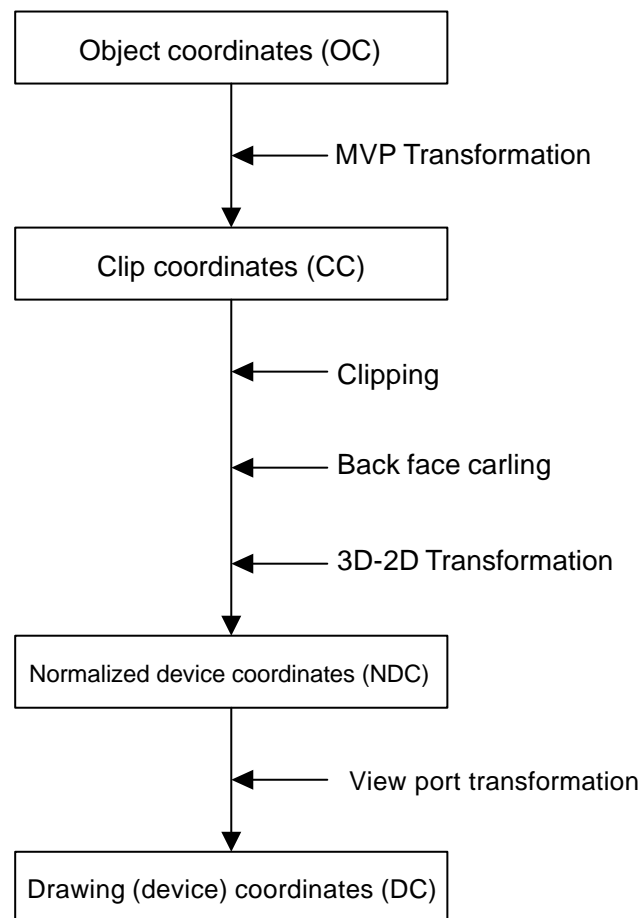 Object coordinates (OC)
MVP Transformation
Clip coordinates (CC)
Clipping
Back face carling
3D-2D Transformation
Normalized device coordinates (NDC)
View port transformation
Drawing (device) coordinates (DC)